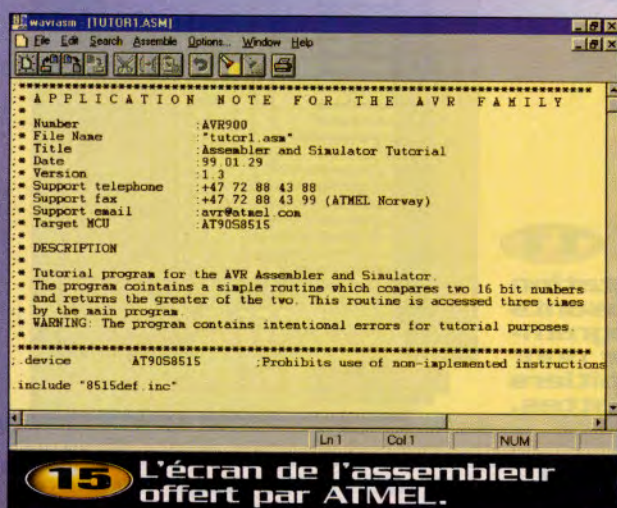 wavrasm - [TUTOR1.ASM]
File Edit Search Assemble Options... Window Help
;**************************************************************************
;* A P P L I C A T I O N   N O T E   F O R   T H E   A V R   F A M I L Y
;*
;* Number :AVR900
;* File Name :"tutor1.asm"
;* Title :Assembler and Simulator Tutorial
;* Date :99.01.29
;* Version :1.3
;* Support telephone :+47 72 88 43 88
;* Support fax :+47 72 88 43 99 (ATMEL Norway)
;* Support email :avr@atmel.com
;* Target MCU :AT90S8515
;*
;* DESCRIPTION
;*
;* Tutorial program for the AVR Assembler and Simulator.
;* The program cointains a simple routine which compares two 16 bit numbers
;* and returns the greater of the two. This routine is accessed three times
;* by the main program.
;* WARNING: The program contains intentional errors for tutorial purposes.
;*
;**************************************************************************
;.device AT90S8515 ;Prohibits use of non-implemented instructions
.include "8515def.inc"
Ln 1 Col 1 NUM
15 L'écran de l'assembleur
offert par ATMEL.